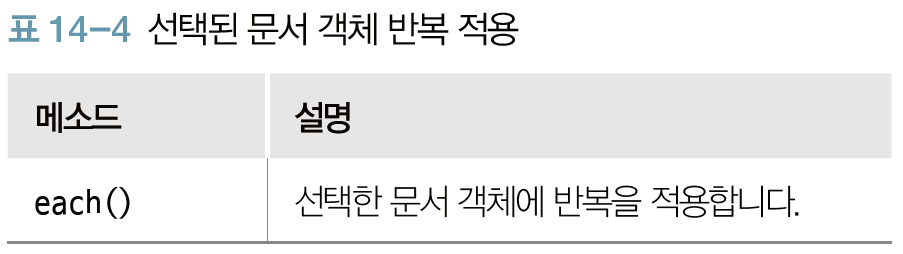 표 14-4 선택된 문서 객체 반복 적용
메소드 설명
each() 선택한 문서 객체에 반복을 적용합니다.